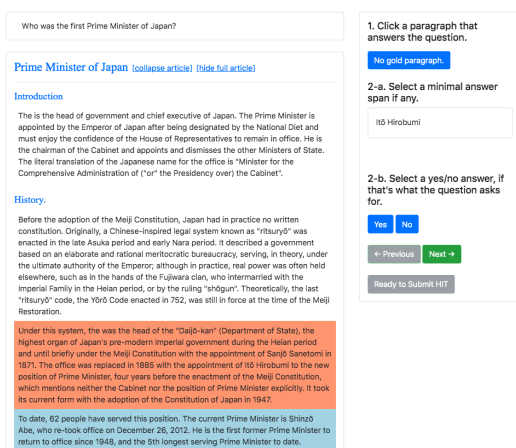 Who was the first Prime Minister of Japan?
Prime Minister of Japan [collapse article] [hide full article]
Introduction
The is the head of government and chief executive of Japan. The Prime Minister is
appointed by the Emperor of Japan after being designated by the National Diet and
must enjoy the confidence of the House of Representatives to remain in office. He is
the chairman of the Cabinet and appoints and dismisses the other Ministers of State.
The literal translation of the Japanese name for the office is "Minister for the
Comprehensive Administration of ("or" the Presidency over) the Cabinet".
History.
Before the adoption of the Meiji Constitution, Japan had in practice no written
constitution. Originally, a Chinese-inspired legal system known as "ritsuryō" was
enacted in the late Asuka period and early Nara period. It described a government
based on an elaborate and rational meritocratic bureaucracy, serving, in theory, under
the ultimate authority of the Emperor; although in practice, real power was often held
elsewhere, such as in the hands of the Fujiwara clan, who intermarried with the
Imperial Family in the Heian period, or by the ruling "shōgun". Theoretically, the last
"ritsuryō" code, the Yōrō Code enacted in 752, was still in force at the time of the Meiji
Restoration.
Under this system, the was the head of the "Daijō-kan" (Department of State), the
highest organ of Japan's pre-modern Imperial government during the Heian period
and until briefly under the Meiji Constitution with the appointment of Sanjō Sanetomi in
1871. The office was replaced in 1885 with the appointment of Itō Hirobumi to the new
position of Prime Minister, four years before the enactment of the Meiji Constitution,
which mentions neither the Cabinet nor the position of Prime Minister explicitly. It took
its current form with the adoption of the Constitution of Japan in 1947.
To date, 62 people have served this position. The current Prime Minister is Shinzō
Abe, who re-took office on December 26, 2012. He is the first former Prime Minister to
return to office since 1948, and the 5th longest serving Prime Minister to date.
1. Click a paragraph that
answers the question.
No gold paragraph.
2-a. Select a minimal answer
span if any.
Itō Hirobumi
2-b. Select a yes/no answer, if
that's what the question asks
for.
Yes No
← Previous Next →
Ready to Submit HIT